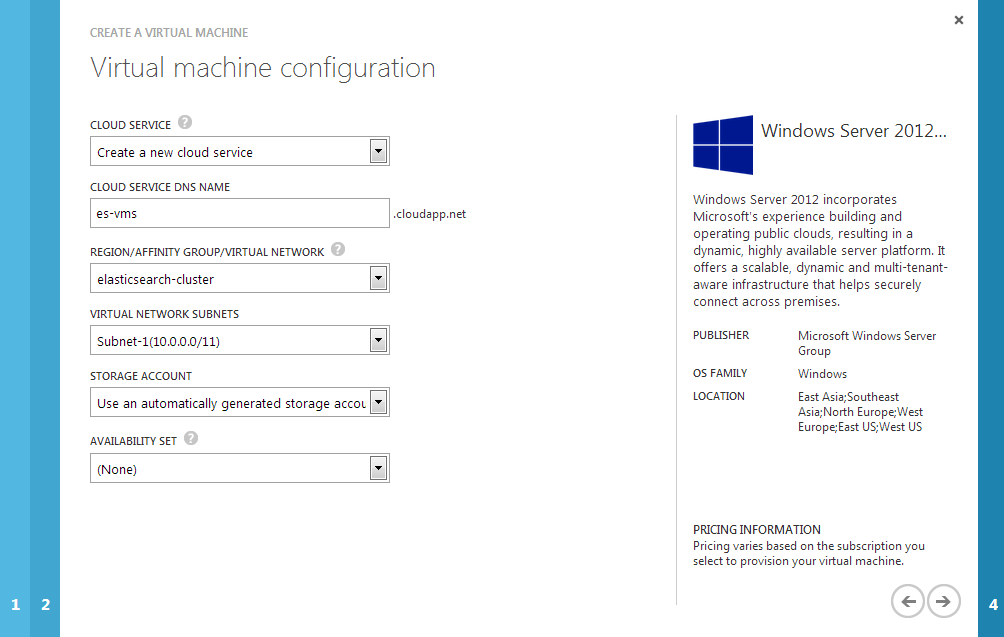 CREATE A VIRTUAL MACHINE
Virtual machine configuration
CLOUD SERVICE ?
Create a new cloud service
CLOUD SERVICE DNS NAME
es-vms .cloudapp.net
REGION/AFFINITY GROUP/VIRTUAL NETWORK ?
elasticsearch-cluster
VIRTUAL NETWORK SUBNETS
Subnet-1(10.0.0.0/11)
STORAGE ACCOUNT
Use an automatically generated storage accou
AVAILABILITY SET ?
(None)
Windows Server 2012...
Windows Server 2012 incorporates
Microsoft's experience building and
operating public clouds, resulting in a
dynamic, highly available server platform. It
offers a scalable, dynamic and multi-tenant-
aware infrastructure that helps securely
connect across premises.
PUBLISHER Microsoft Windows Server
Group
OS FAMILY Windows
LOCATION East Asia;Southeast
Asia;North Europe;West
Europe;East US;West US
PRICING INFORMATION
Pricing varies based on the subscription you
select to provision your virtual machine.
1 2 4